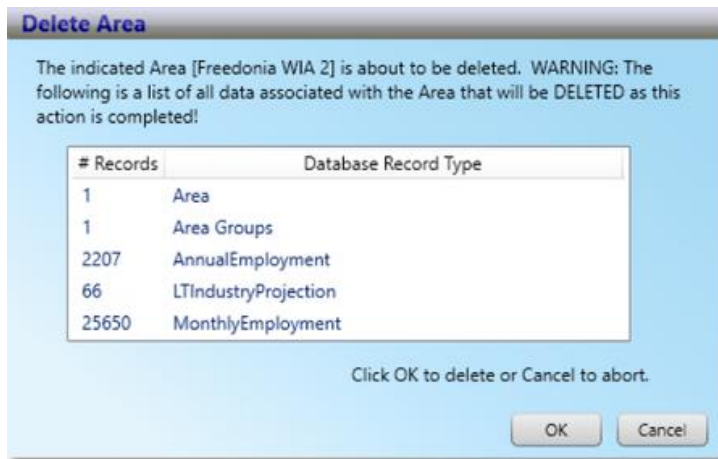 Delete Area
The indicated Area [Freedonia WIA 2] is about to be deleted.  WARNING: The
following is a list of all data associated with the Area that will be DELETED as this
action is completed!
# Records Database Record Type
1 Area
1 Area Groups
2207 AnnualEmployment
66 LTIndustryProjection
25650 MonthlyEmployment
Click OK to delete or Cancel to abort.
OK Cancel